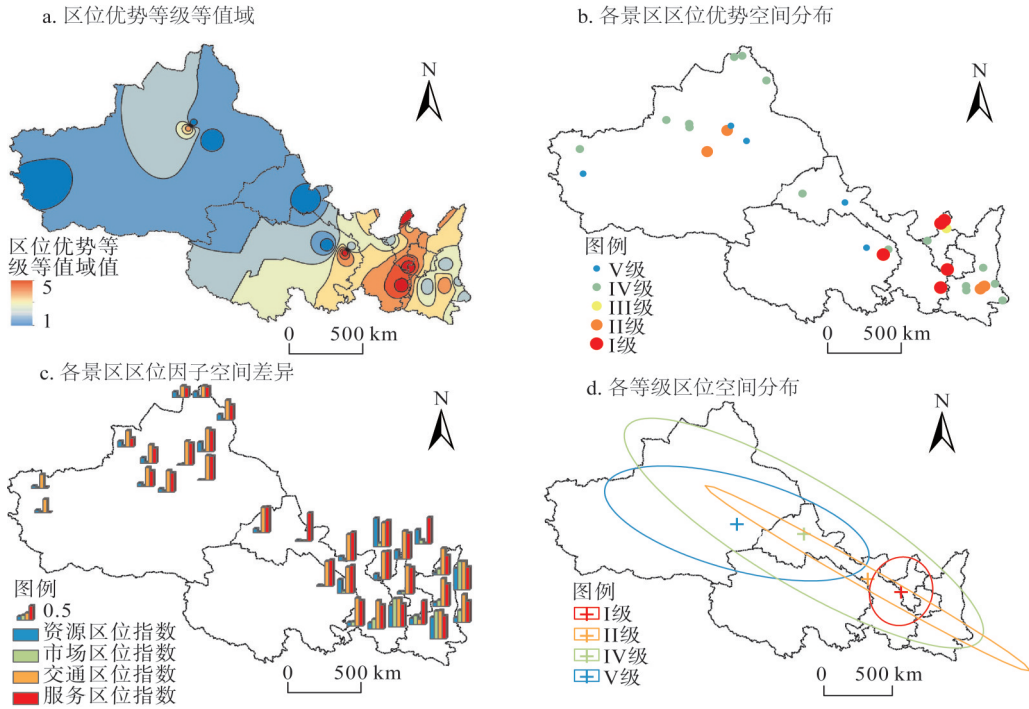 a. 区位优势等级等值域
N
区位优势等
级等值域值
5
1
0 500 km
b. 各景区区位优势空间分布
N
图例
V级
IV级
III级
II级
I级
0 500 km
c. 各景区区位因子空间差异
N
图例
0.5
资源区位指数
市场区位指数
交通区位指数
服务区位指数
0 500 km
d. 各等级区位空间分布
N
图例
I级
II级
IV级
V级
0 500 km